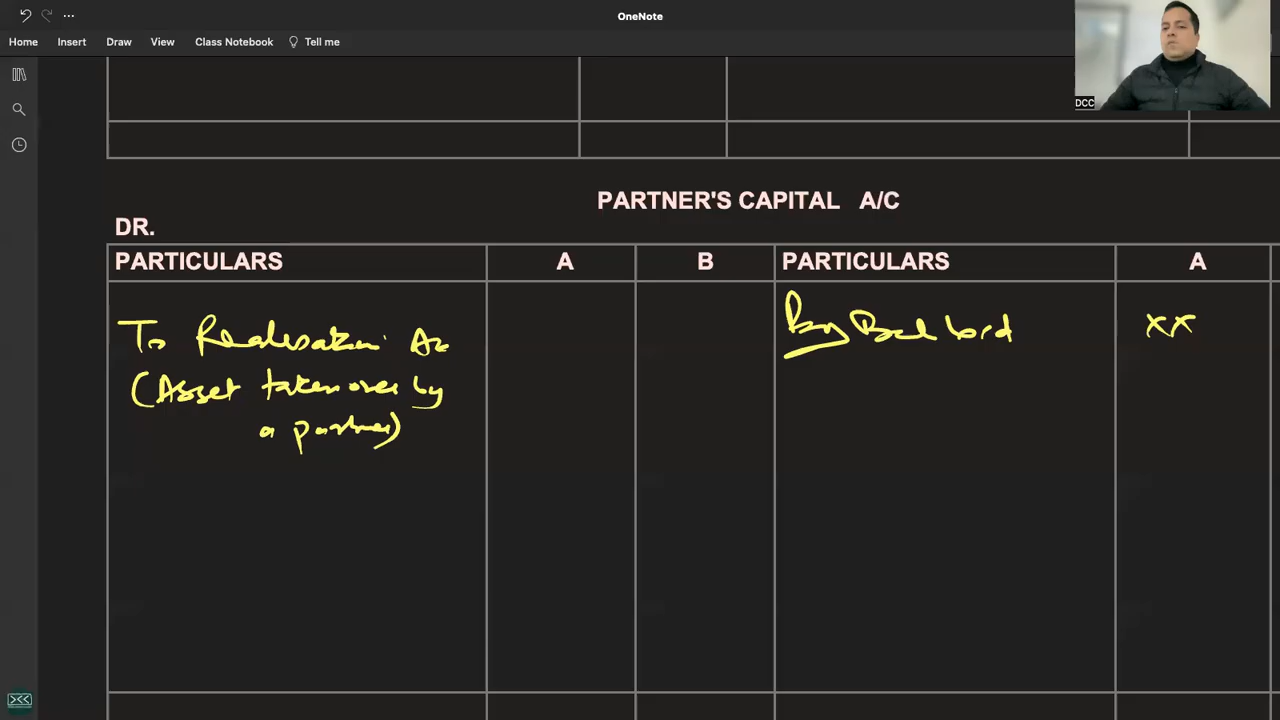 OneNote
Home Insert Draw View Class Notebook Tell me
DCC
PARTNER'S CAPITAL A/C
DR.
PARTICULARS A B PARTICULARS A
To Realisation Ac
(Asset taken over by
a partner)
By Bal b/d
xx